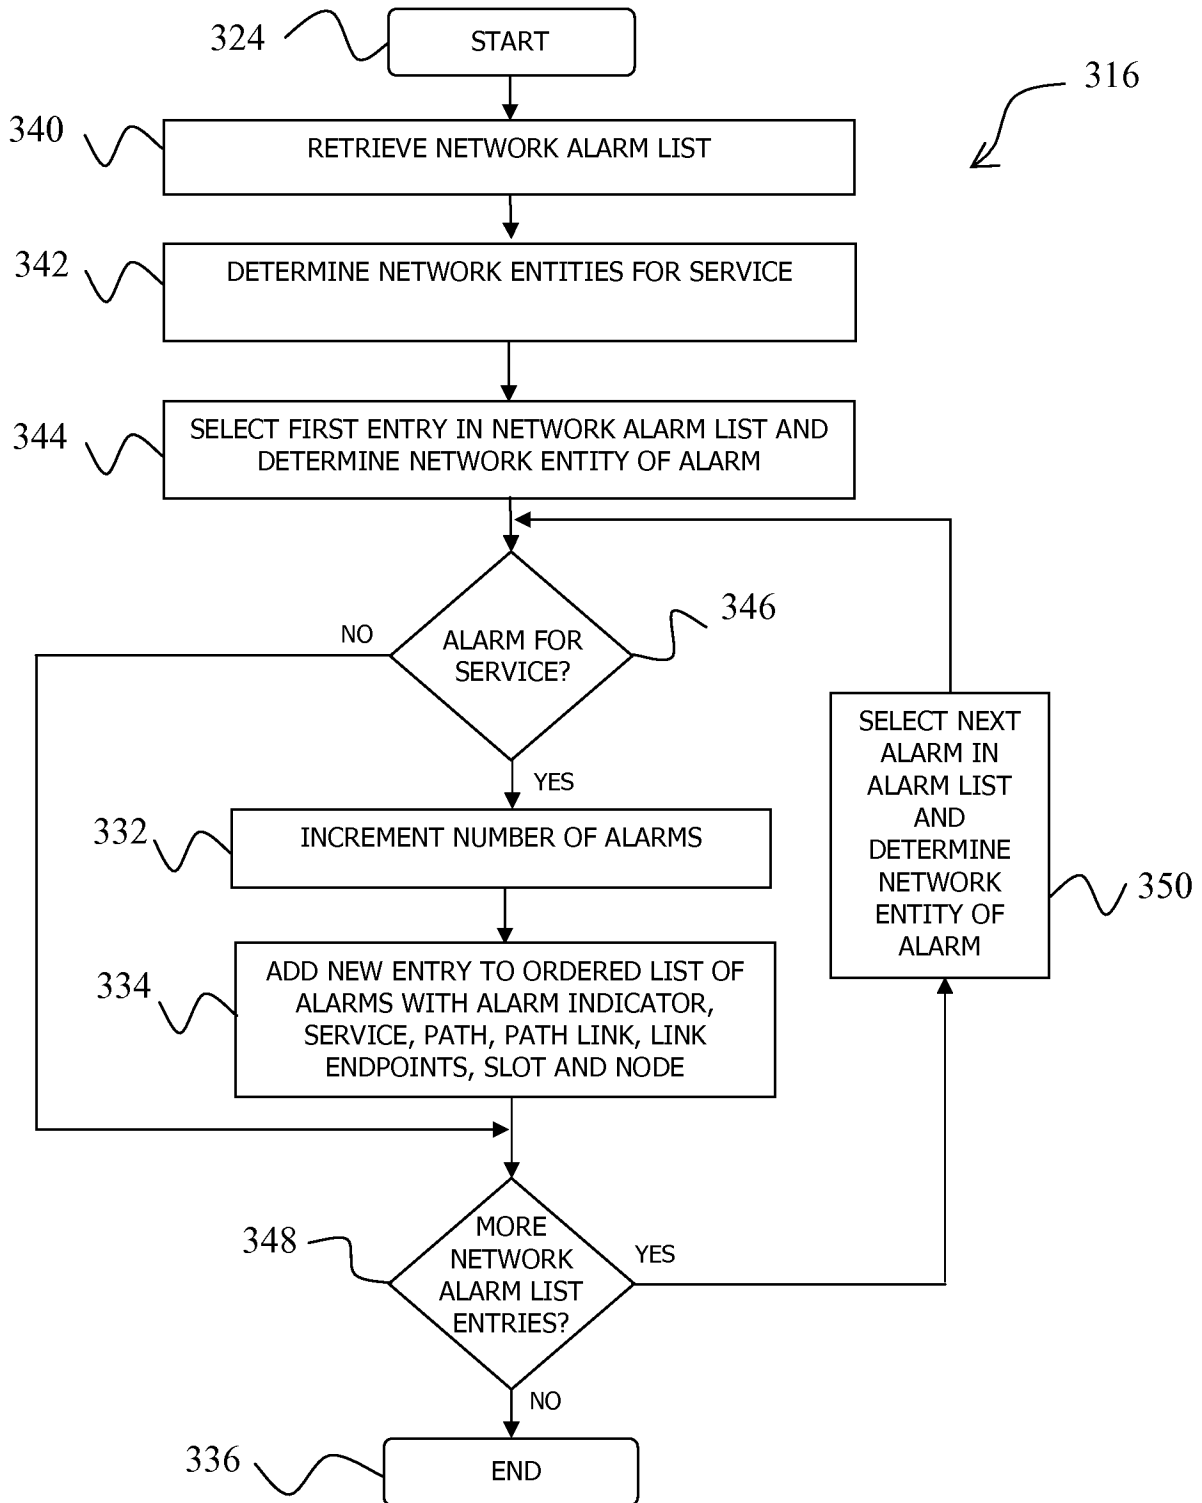 324
START
316
340
RETRIEVE NETWORK ALARM LIST
342
DETERMINE NETWORK ENTITIES FOR SERVICE
344
SELECT FIRST ENTRY IN NETWORK ALARM LIST AND
DETERMINE NETWORK ENTITY OF ALARM
346
NO
ALARM FOR
SERVICE?
YES
332
INCREMENT NUMBER OF ALARMS
334
ADD NEW ENTRY TO ORDERED LIST OF
ALARMS WITH ALARM INDICATOR,
SERVICE, PATH, PATH LINK, LINK
ENDPOINTS, SLOT AND NODE
SELECT NEXT
ALARM IN
ALARM LIST
AND
DETERMINE
NETWORK
ENTITY OF
ALARM
350
348
MORE
NETWORK
ALARM LIST
ENTRIES?
YES
NO
336
END